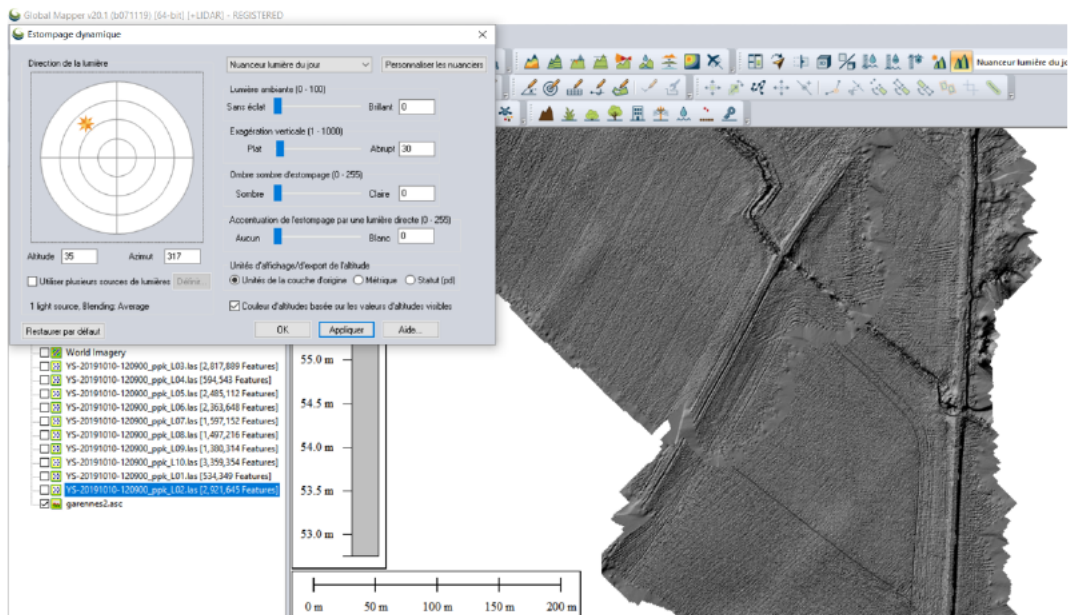 Global Mapper v20.1 (b071119) [64-bit] [+LIDAR] - REGISTERED
Estompage dynamique
Direction de la lumière
Nuanceur lumière du jour
Personnaliser les nuanciers
Nuanceur lumière du jo
Lumière ambiante (0 - 100)
Sans éclat Brillant 0
Exagération verticale (1 - 1000)
Plat Abrupt 30
Ombre sombre d'estompage (0 - 255)
Sombre Claire 0
Accentuation de l'estompage par une lumière directe (0 - 255)
Aucun Blanc 0
Altitude 35 Azimut 317
Unités d'affichage/d'export de l'altitude
Utiliser plusieurs sources de lumières Définir...
Unités de la couche d'origine Métrique Statut (pd)
1 light source, Blending: Average
Couleur d'altitudes basée sur les valeurs d'altitudes visibles
Restaurer par défaut
OK Appliquer Aide...
World Imagery
YS-20191010-120900_ppk_L03.las [2,817,889 Features]
YS-20191010-120900_ppk_L04.las [594,543 Features]
YS-20191010-120900_ppk_L05.las [2,485,112 Features]
YS-20191010-120900_ppk_L06.las [2,363,648 Features]
YS-20191010-120900_ppk_L07.las [1,597,152 Features]
YS-20191010-120900_ppk_L08.las [1,497,216 Features]
YS-20191010-120900_ppk_L09.las [1,380,314 Features]
YS-20191010-120900_ppk_L10.las [3,359,354 Features]
YS-20191010-120900_ppk_L01.las [534,349 Features]
YS-20191010-120900_ppk_L02.las [2,921,645 Features]
garennes2.asc
55.0 m
54.5 m
54.0 m
53.5 m
53.0 m
0 m 50 m 100 m 150 m 200 m